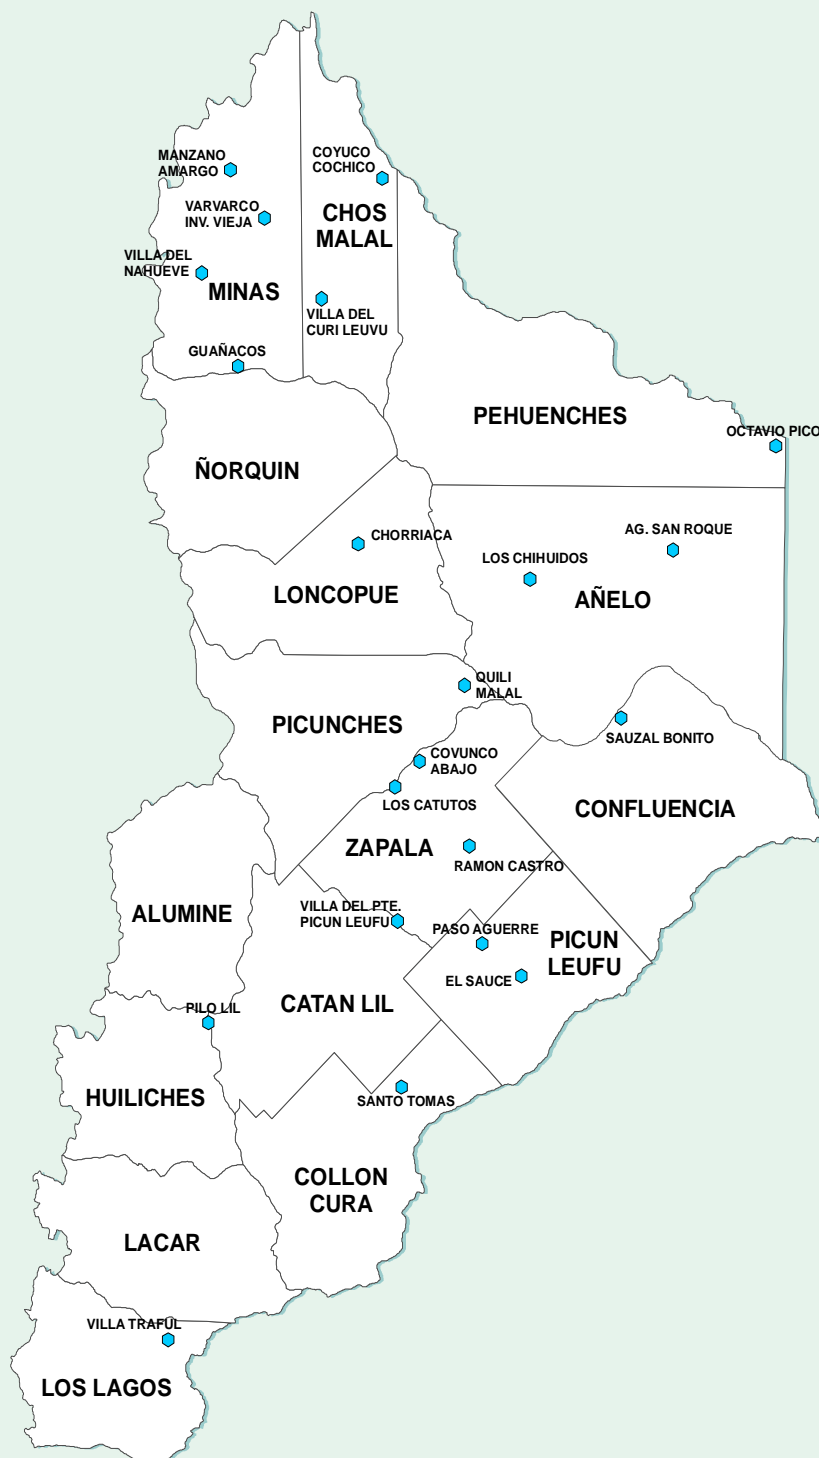 MANZANO
AMARGO
COYUCO
COCHICO
VARVARCO
INV. VIEJA
CHOS
MALAL
VILLA DEL
NAHUEVE
MINAS
VILLA DEL
CURI LEUVU
GUAÑACOS
PEHUENCHES
OCTAVIO PICO
ÑORQUIN
CHORRIACA
AG. SAN ROQUE
LOS CHIHUIDOS
LONCOPUE
AÑELO
QUILI
MALAL
PICUNCHES
SAUZAL BONITO
COVUNCO
ABAJO
LOS CATUTOS
CONFLUENCIA
ZAPALA
RAMON CASTRO
ALUMINE
VILLA DEL PTE.
PICUN LEUFU
PASO AGUERRE
PICUN
LEUFU
EL SAUCE
CATAN LIL
PILO LIL
HUILICHES
SANTO TOMAS
COLLON
CURA
LACAR
VILLA TRAFUL
LOS LAGOS